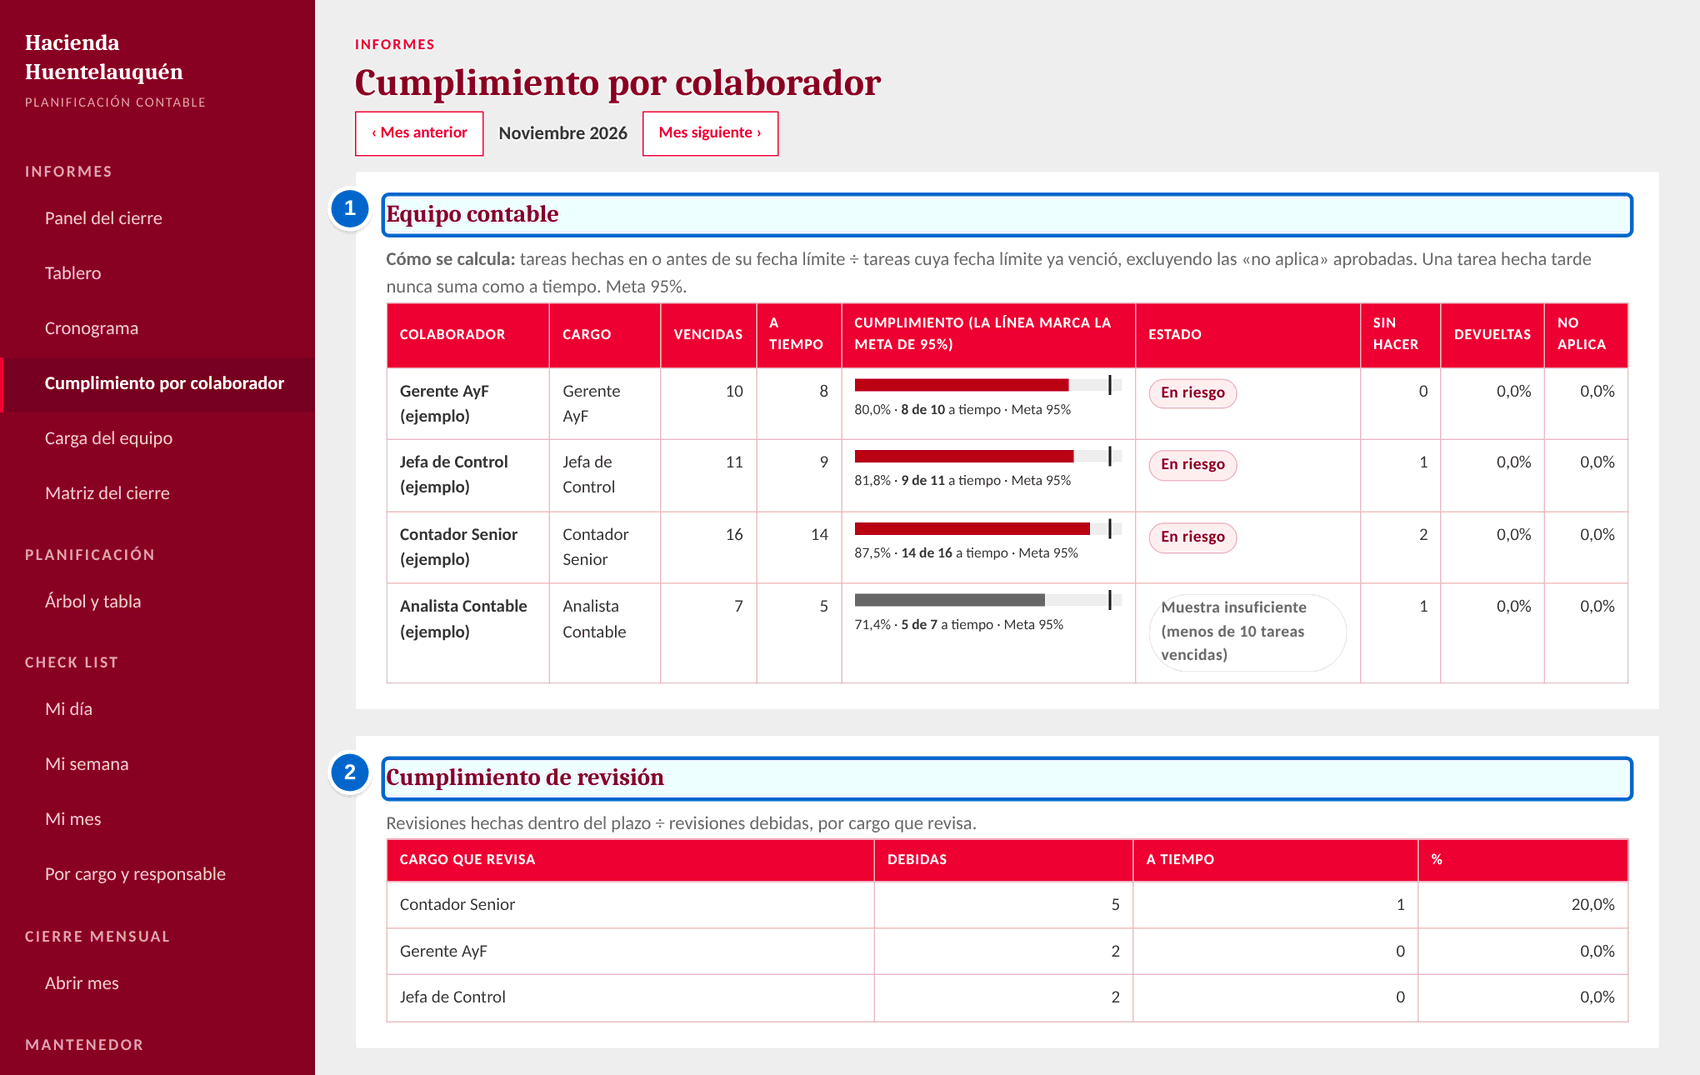 Hacienda
Huentelauquén
PLANIFICACIÓN CONTABLE
INFORMES
Panel del cierre
Tablero
Cronograma
Cumplimiento por colaborador
Carga del equipo
Matriz del cierre
PLANIFICACIÓN
Árbol y tabla
CHECK LIST
Mi día
Mi semana
Mi mes
Por cargo y responsable
CIERRE MENSUAL
Abrir mes
MANTENEDOR
INFORMES
Cumplimiento por colaborador
‹ Mes anterior Noviembre 2026 Mes siguiente ›
1 Equipo contable
Cómo se calcula: tareas hechas en o antes de su fecha límite ÷ tareas cuya fecha límite ya venció, excluyendo las «no aplica» aprobadas. Una tarea hecha tarde
nunca suma como a tiempo. Meta 95%.
COLABORADOR CARGO VENCIDAS A TIEMPO CUMPLIMIENTO (LA LÍNEA MARCA LA META DE 95%) ESTADO SIN HACER DEVUELTAS NO APLICA
Gerente AyF (ejemplo) Gerente AyF 10 8 80,0% · 8 de 10 a tiempo · Meta 95% En riesgo 0 0,0% 0,0%
Jefa de Control (ejemplo) Jefa de Control 11 9 81,8% · 9 de 11 a tiempo · Meta 95% En riesgo 1 0,0% 0,0%
Contador Senior (ejemplo) Contador Senior 16 14 87,5% · 14 de 16 a tiempo · Meta 95% En riesgo 2 0,0% 0,0%
Analista Contable (ejemplo) Analista Contable 7 5 71,4% · 5 de 7 a tiempo · Meta 95% Muestra insuficiente (menos de 10 tareas vencidas) 1 0,0% 0,0%
2 Cumplimiento de revisión
Revisiones hechas dentro del plazo ÷ revisiones debidas, por cargo que revisa.
CARGO QUE REVISA DEBIDAS A TIEMPO %
Contador Senior 5 1 20,0%
Gerente AyF 2 0 0,0%
Jefa de Control 2 0 0,0%